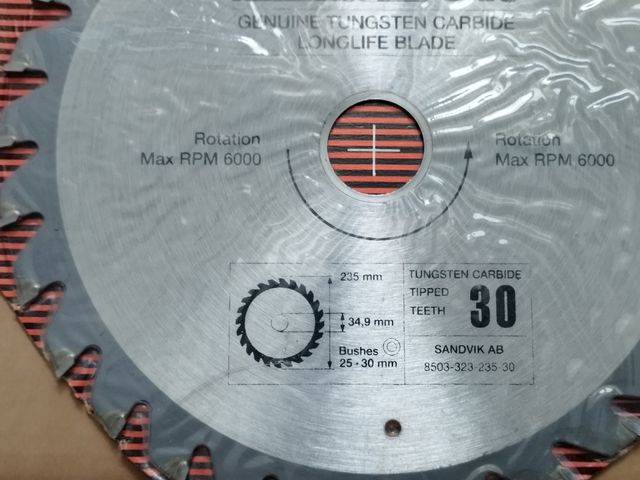 GENUINE TUNGSTEN CARBIDE
LONGLIFE BLADE
Rotation
Max RPM 6000
Rotation
Max RPM 6000
235 mm
34,9 mm
Bushes
25 - 30 mm
TUNGSTEN CARBIDE
TIPPED
TEETH
30
SANDVIK AB
8503-323-235-30